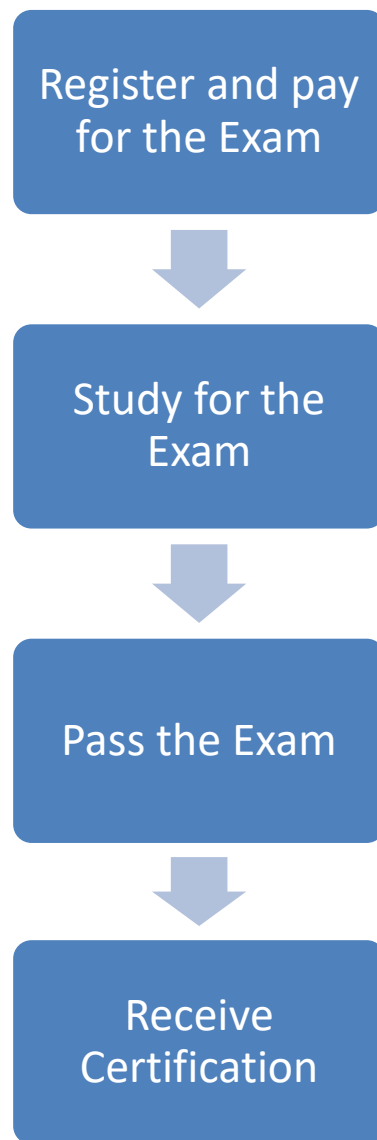 Register and pay
for the Exam
Study for the
Exam
Pass the Exam
Receive
Certification